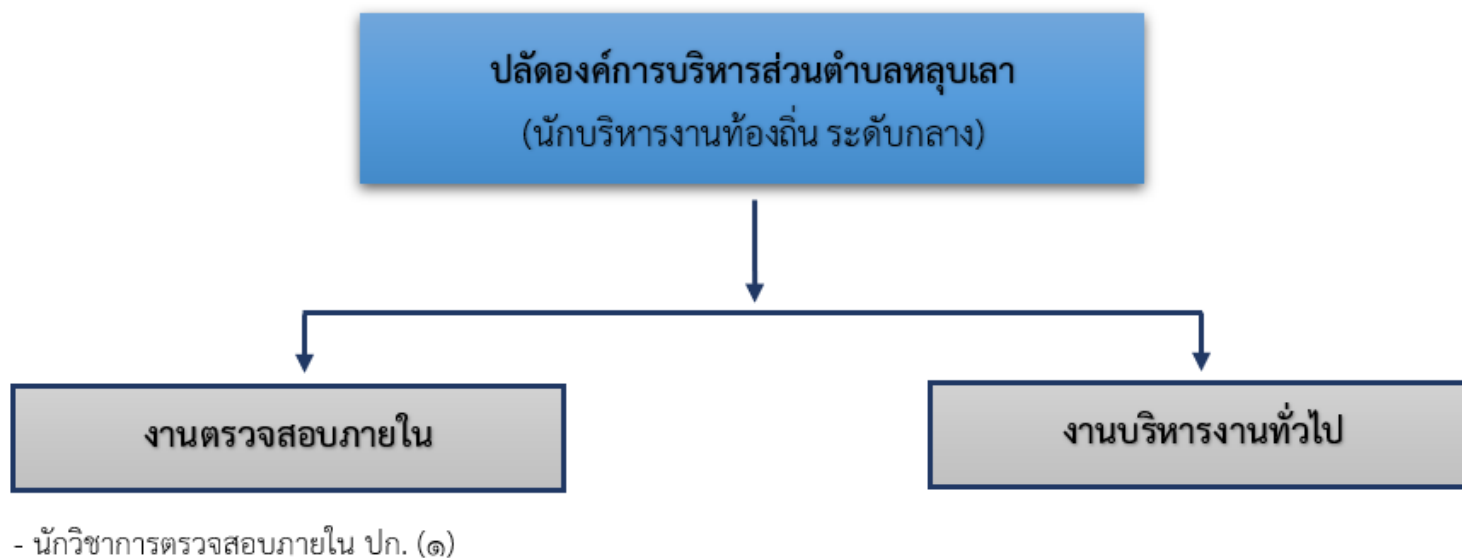 ปลัดองค์การบริหารส่วนตำบลหลุบเลา
(นักบริหารงานท้องถิ่น ระดับกลาง)
งานตรวจสอบภายใน
งานบริหารงานทั่วไป
- นักวิชาการตรวจสอบภายใน ปก. (๑)